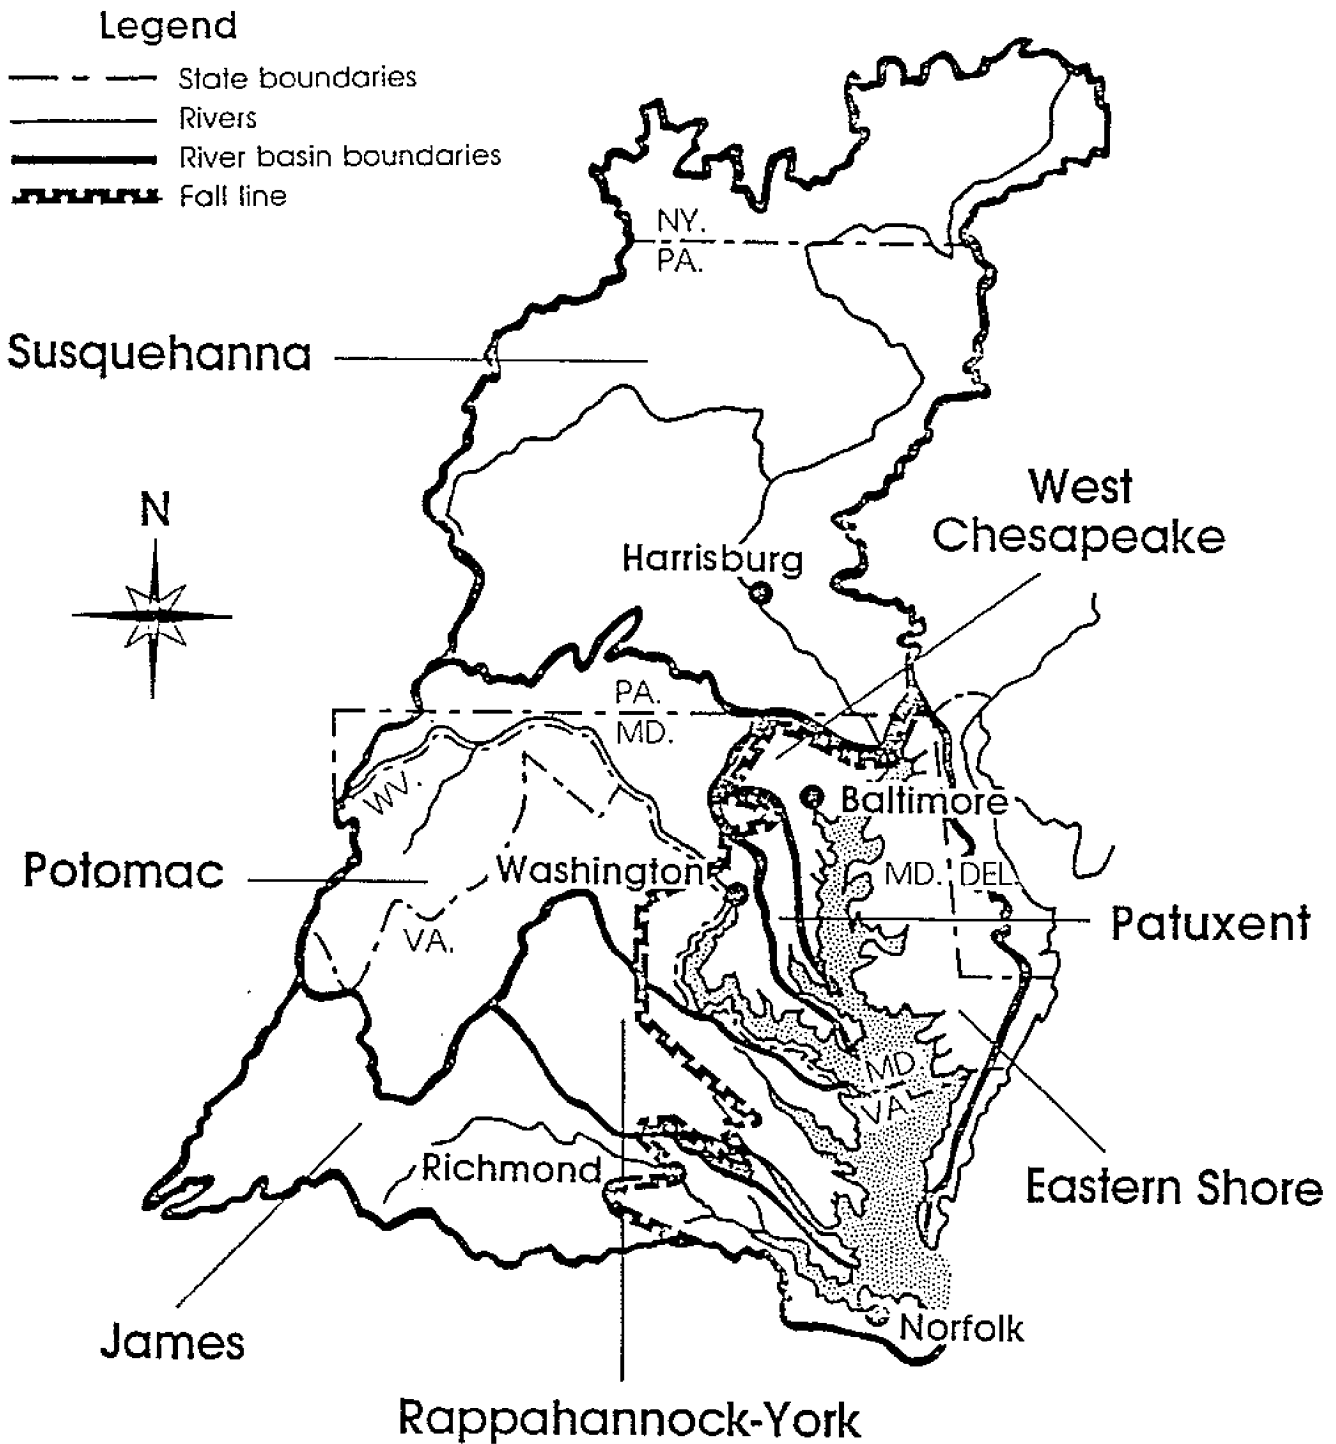 Legend
State boundaries
Rivers
River basin boundaries
Fall line
NY.
PA.
Susquehanna
West
Chesapeake
N
Harrisburg
PA.
MD.
WV.
Baltimore
Potomac
Washington
MD.
DEL.
VA.
Patuxent
MD
VA.
Richmond
Eastern Shore
James
Norfolk
Rappahannock-York